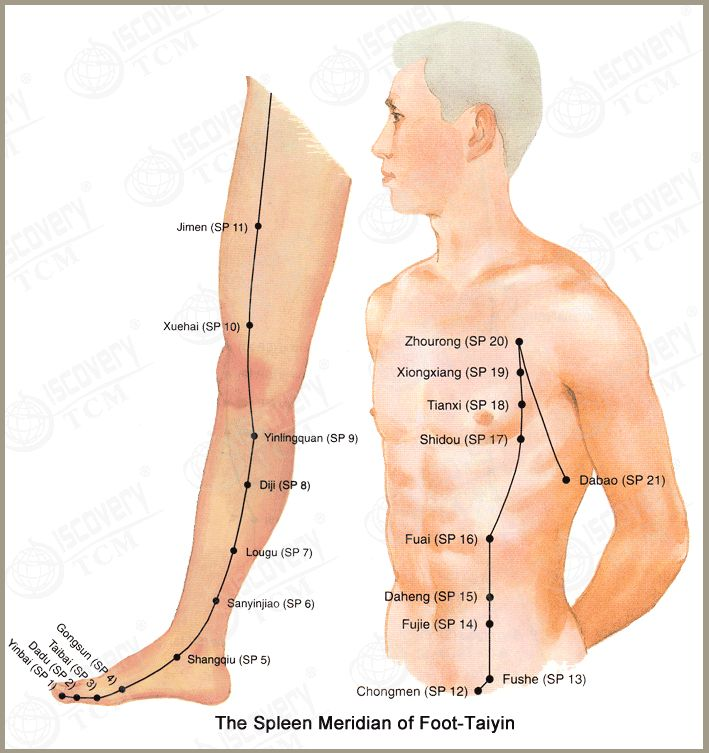 Jimen (SP 11)
Xuehai (SP 10)
Yinlingquan (SP 9)
Diji (SP 8)
Lougu (SP 7)
Sanyinjiao (SP 6)
Shangqiu (SP 5)
Gongsun (SP 4)
Taibai (SP 3)
Dadu (SP 2)
Yinbai (SP 1)
Zhourong (SP 20)
Xiongxiang (SP 19)
Tianxi (SP 18)
Shidou (SP 17)
Dabao (SP 21)
Fuai (SP 16)
Daheng (SP 15)
Fujie (SP 14)
Fushe (SP 13)
Chongmen (SP 12)
The Spleen Meridian of Foot-Taiyin
ISCOVERY®
TCM